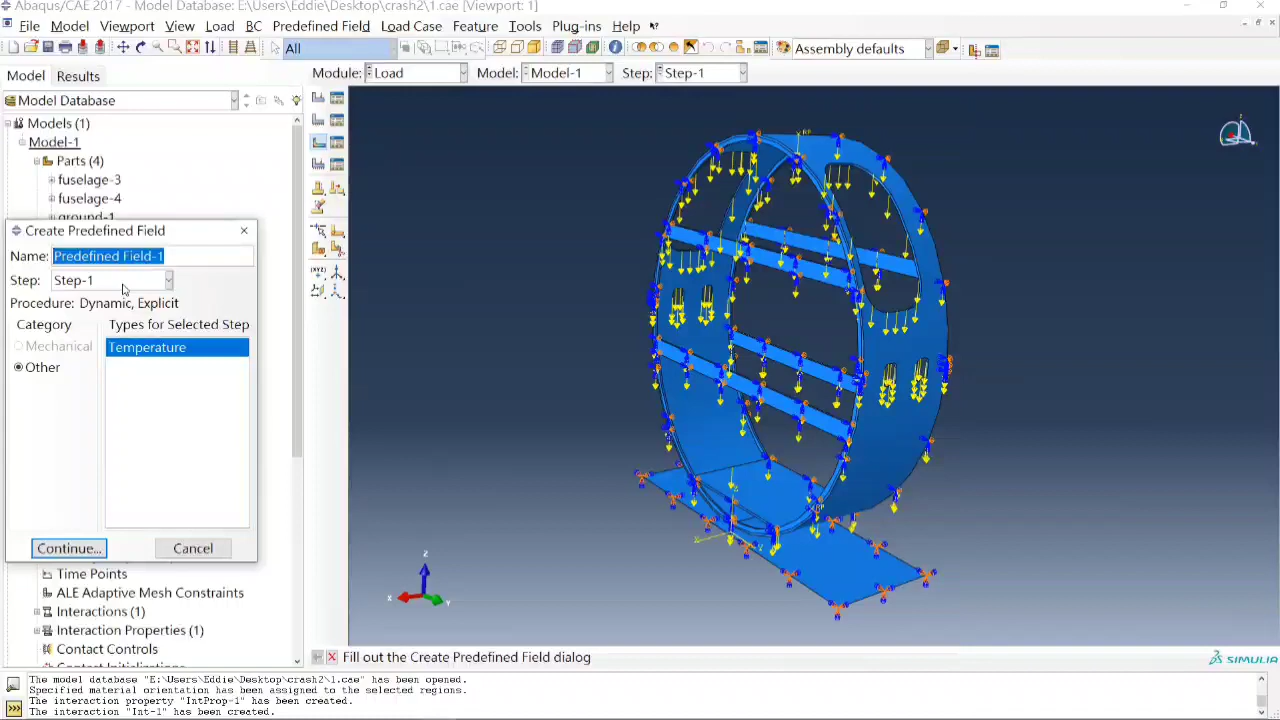 Abaqus/CAE 2017 - Model Database: E:\Users\Eddie\Desktop\crash2\1.cae [Viewport: 1]
File Model Viewport View Load BC Predefined Field Load Case Feature Tools Plug-ins Help
All
Assembly defaults
Model Results
Module: Load Model: Model-1 Step: Step-1
Model Database
Models (1)
Model-1
Parts (4)
fuselage-3
fuselage-4
ground-1
Create Predefined Field
Name: Predefined Field-1
Step: Step-1
Procedure: Dynamic, Explicit
Category
Types for Selected Step
Mechanical
Temperature
Other
Continue...
Cancel
Time Points
ALE Adaptive Mesh Constraints
Interactions (1)
Interaction Properties (1)
Contact Controls
Contact Initializations
RP
Z
X
Y
Fill out the Create Predefined Field dialog
SIMULIA
The model database "E:\Users\Eddie\Desktop\crash2\1.cae" has been opened.
Specified material orientation has been assigned to the selected regions.
The interaction property "IntProp-1" has been created.
The interaction "Int-1" has been created.